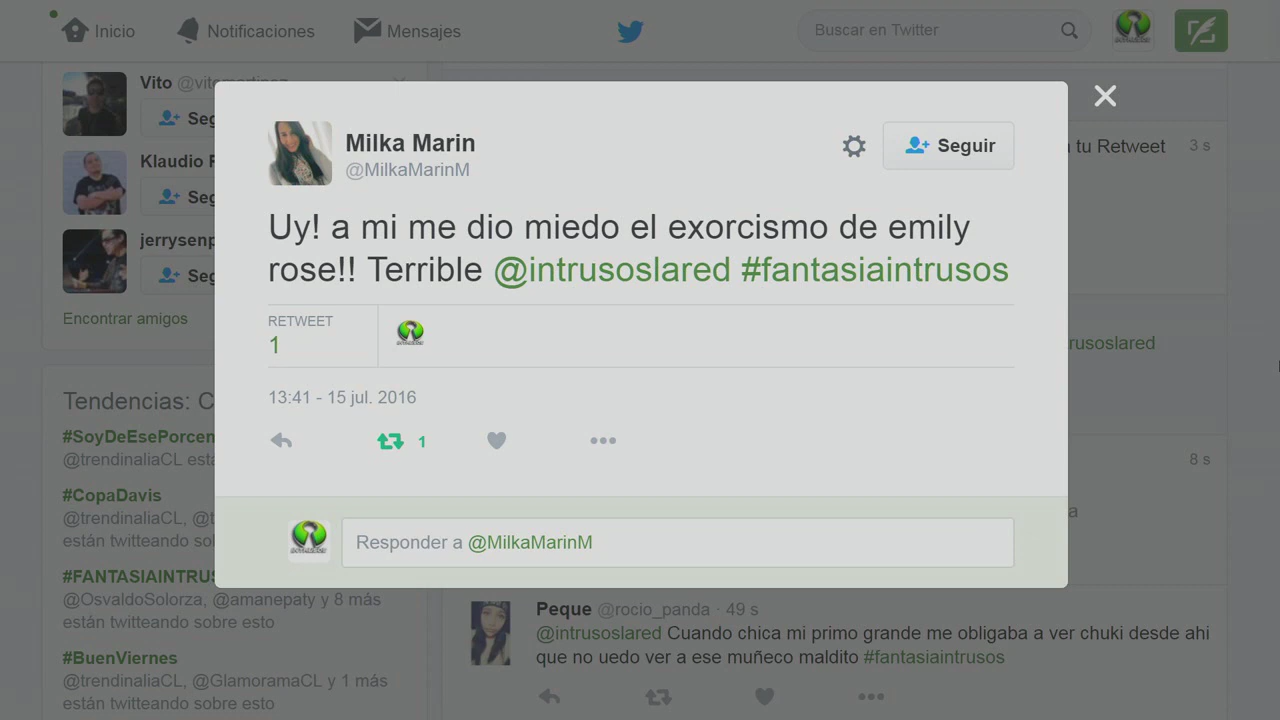 Inicio
Notificaciones
Mensajes
Buscar en Twitter
Vito
Seg
Klaudio
Seg
jerrysenp
Seg
Encontrar amigos
Tendencias: C
#SoyDeEsePorcen
@trendinaliaCL está
#CopaDavis
@trendinaliaCL, @t
están twitteando sol
#FANTASIAINTRUS
@OsvaldoSolorza, @amanepaty y 8 más
están twitteando sobre esto
#BuenViernes
@trendinaliaCL, @GlamoramaCL y 1 más
están twitteando sobre esto
Milka Marin
@MilkaMarinM
Seguir
Uy! a mi me dio miedo el exorcismo de emily
rose!! Terrible @intrusoslared #fantasiaintrusos
RETWEET
1
13:41 - 15 jul. 2016
1
Responder a @MilkaMarinM
tu Retweet 3 s
rusoslared
8 s
a
Peque @rocio_panda · 49 s
@intrusoslared Cuando chica mi primo grande me obligaba a ver chuki desde ahi
que no uedo ver a ese muñeco maldito #fantasiaintrusos